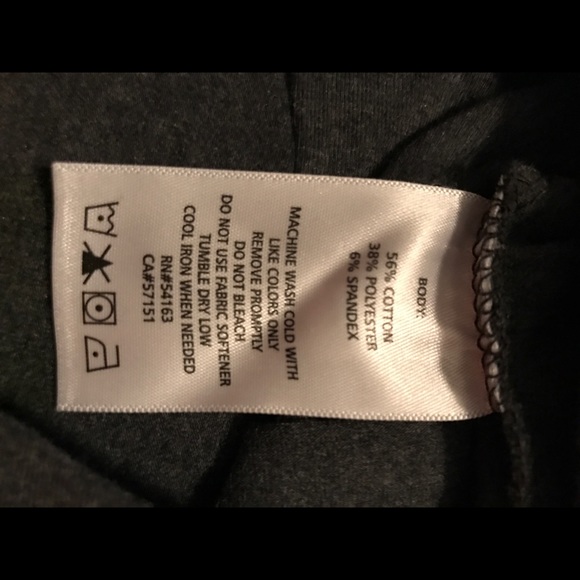 BODY:
56% COTTON
38% POLYESTER
6% SPANDEX
MACHINE WASH COLD WITH
LIKE COLORS ONLY
REMOVE PROMPTLY
DO NOT BLEACH
DO NOT USE FABRIC SOFTENER
TUMBLE DRY LOW
COOL IRON WHEN NEEDED
RN#54163
CA#57151